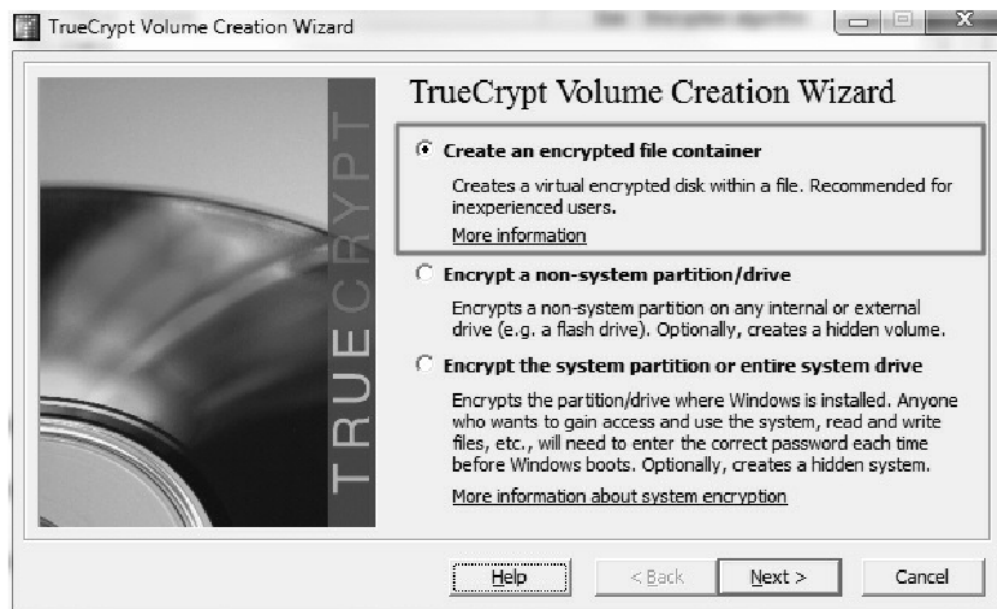 TrueCrypt Volume Creation Wizard
TRUECRYPT
TrueCrypt Volume Creation Wizard
Create an encrypted file container
Creates a virtual encrypted disk within a file. Recommended for
inexperienced users.
More information
Encrypt a non-system partition/drive
Encrypts a non-system partition on any internal or external
drive (e.g. a flash drive). Optionally, creates a hidden volume.
Encrypt the system partition or entire system drive
Encrypts the partition/drive where Windows is installed. Anyone
who wants to gain access and use the system, read and write
files, etc., will need to enter the correct password each time
before Windows boots. Optionally, creates a hidden system.
More information about system encryption
Help
< Back
Next >
Cancel